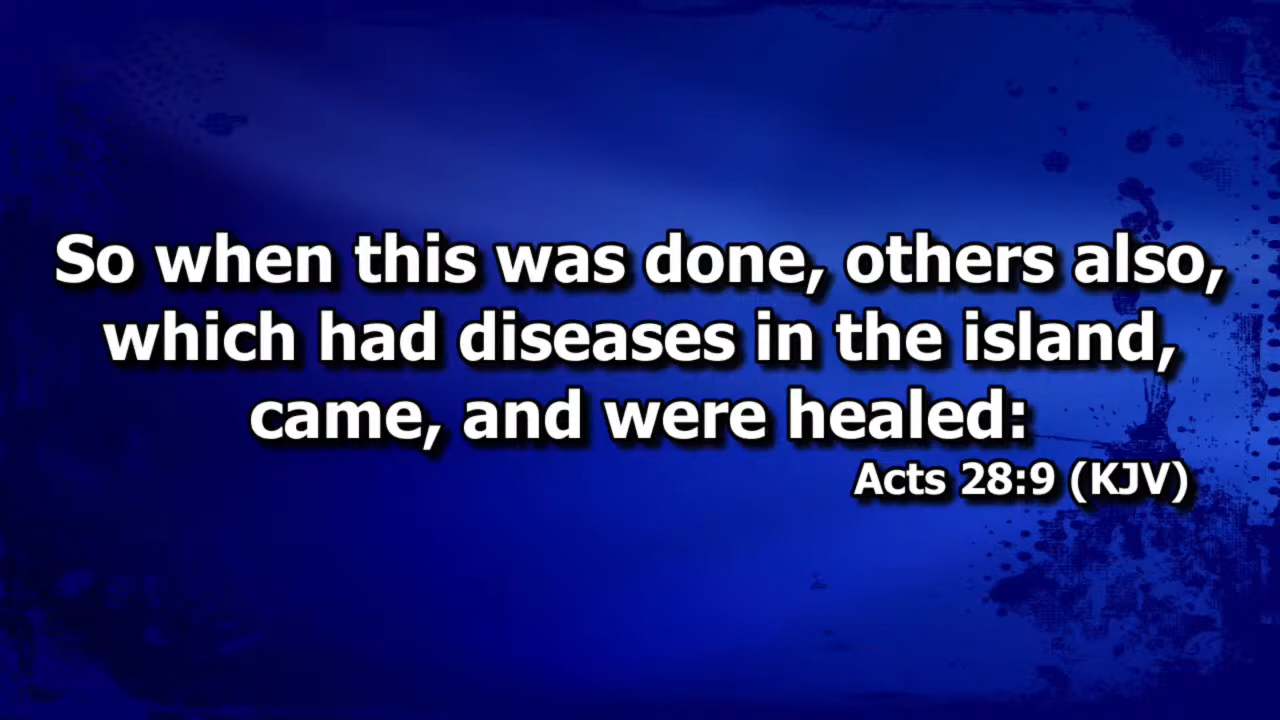 So when this was done, others also,
which had diseases in the island,
came, and were healed:
Acts 28:9 (KJV)